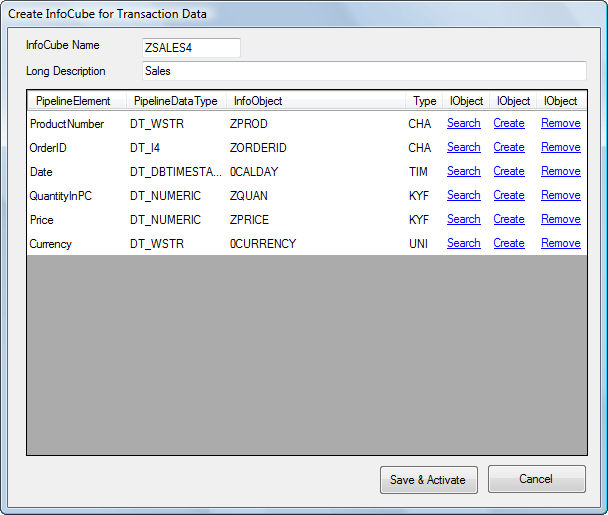 Create InfoCube for Transaction Data
InfoCube Name ZSALES4
Long Description Sales
PipelineElement PipelineDataType InfoObject Type IObject IObject IObject
ProductNumber DT_WSTR ZPROD CHA Search Create Remove
OrderID DT_I4 ZORDERID CHA Search Create Remove
Date DT_DBTIMESTA... 0CALDAY TIM Search Create Remove
QuantityInPC DT_NUMERIC ZQUAN KYF Search Create Remove
Price DT_NUMERIC ZPRICE KYF Search Create Remove
Currency DT_WSTR 0CURRENCY UNI Search Create Remove
Save & Activate Cancel